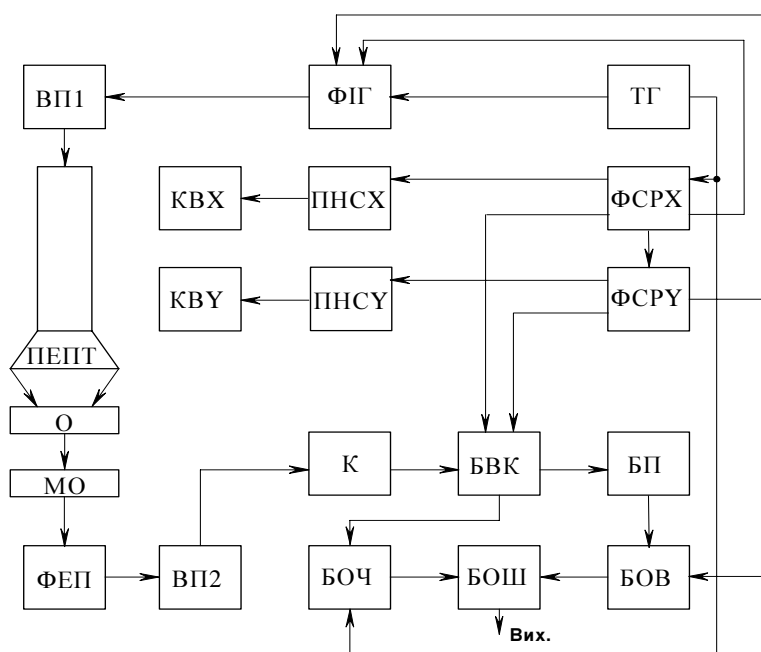 ВП1
ФІГ
ТГ
КВХ
ПНСХ
ФСРХ
КВY
ПНСY
ФСРY
ПЕПТ
О
МО
К
БВК
БП
ФЕП
ВП2
БОЧ
БОШ
БОВ
Вих.